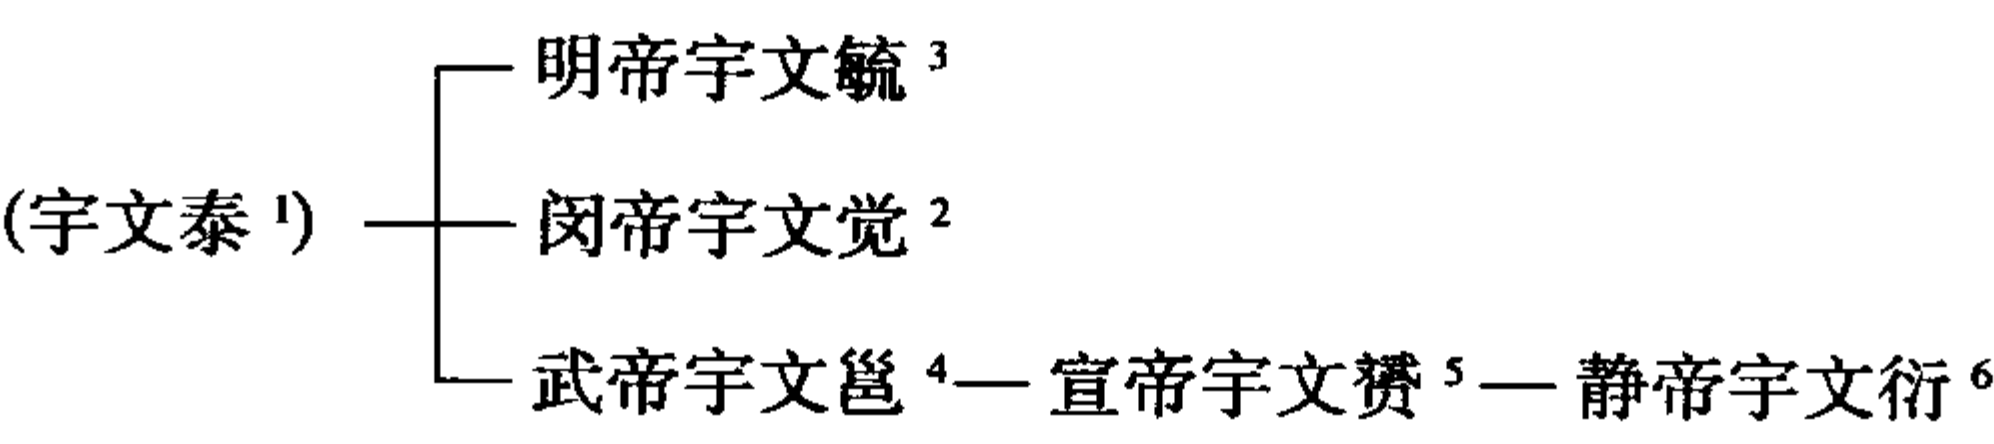 明帝宇文毓 3
(宇文泰 1) 闵帝宇文觉 2
武帝宇文邕 4 — 宣帝宇文赟 5 — 静帝宇文衍 6